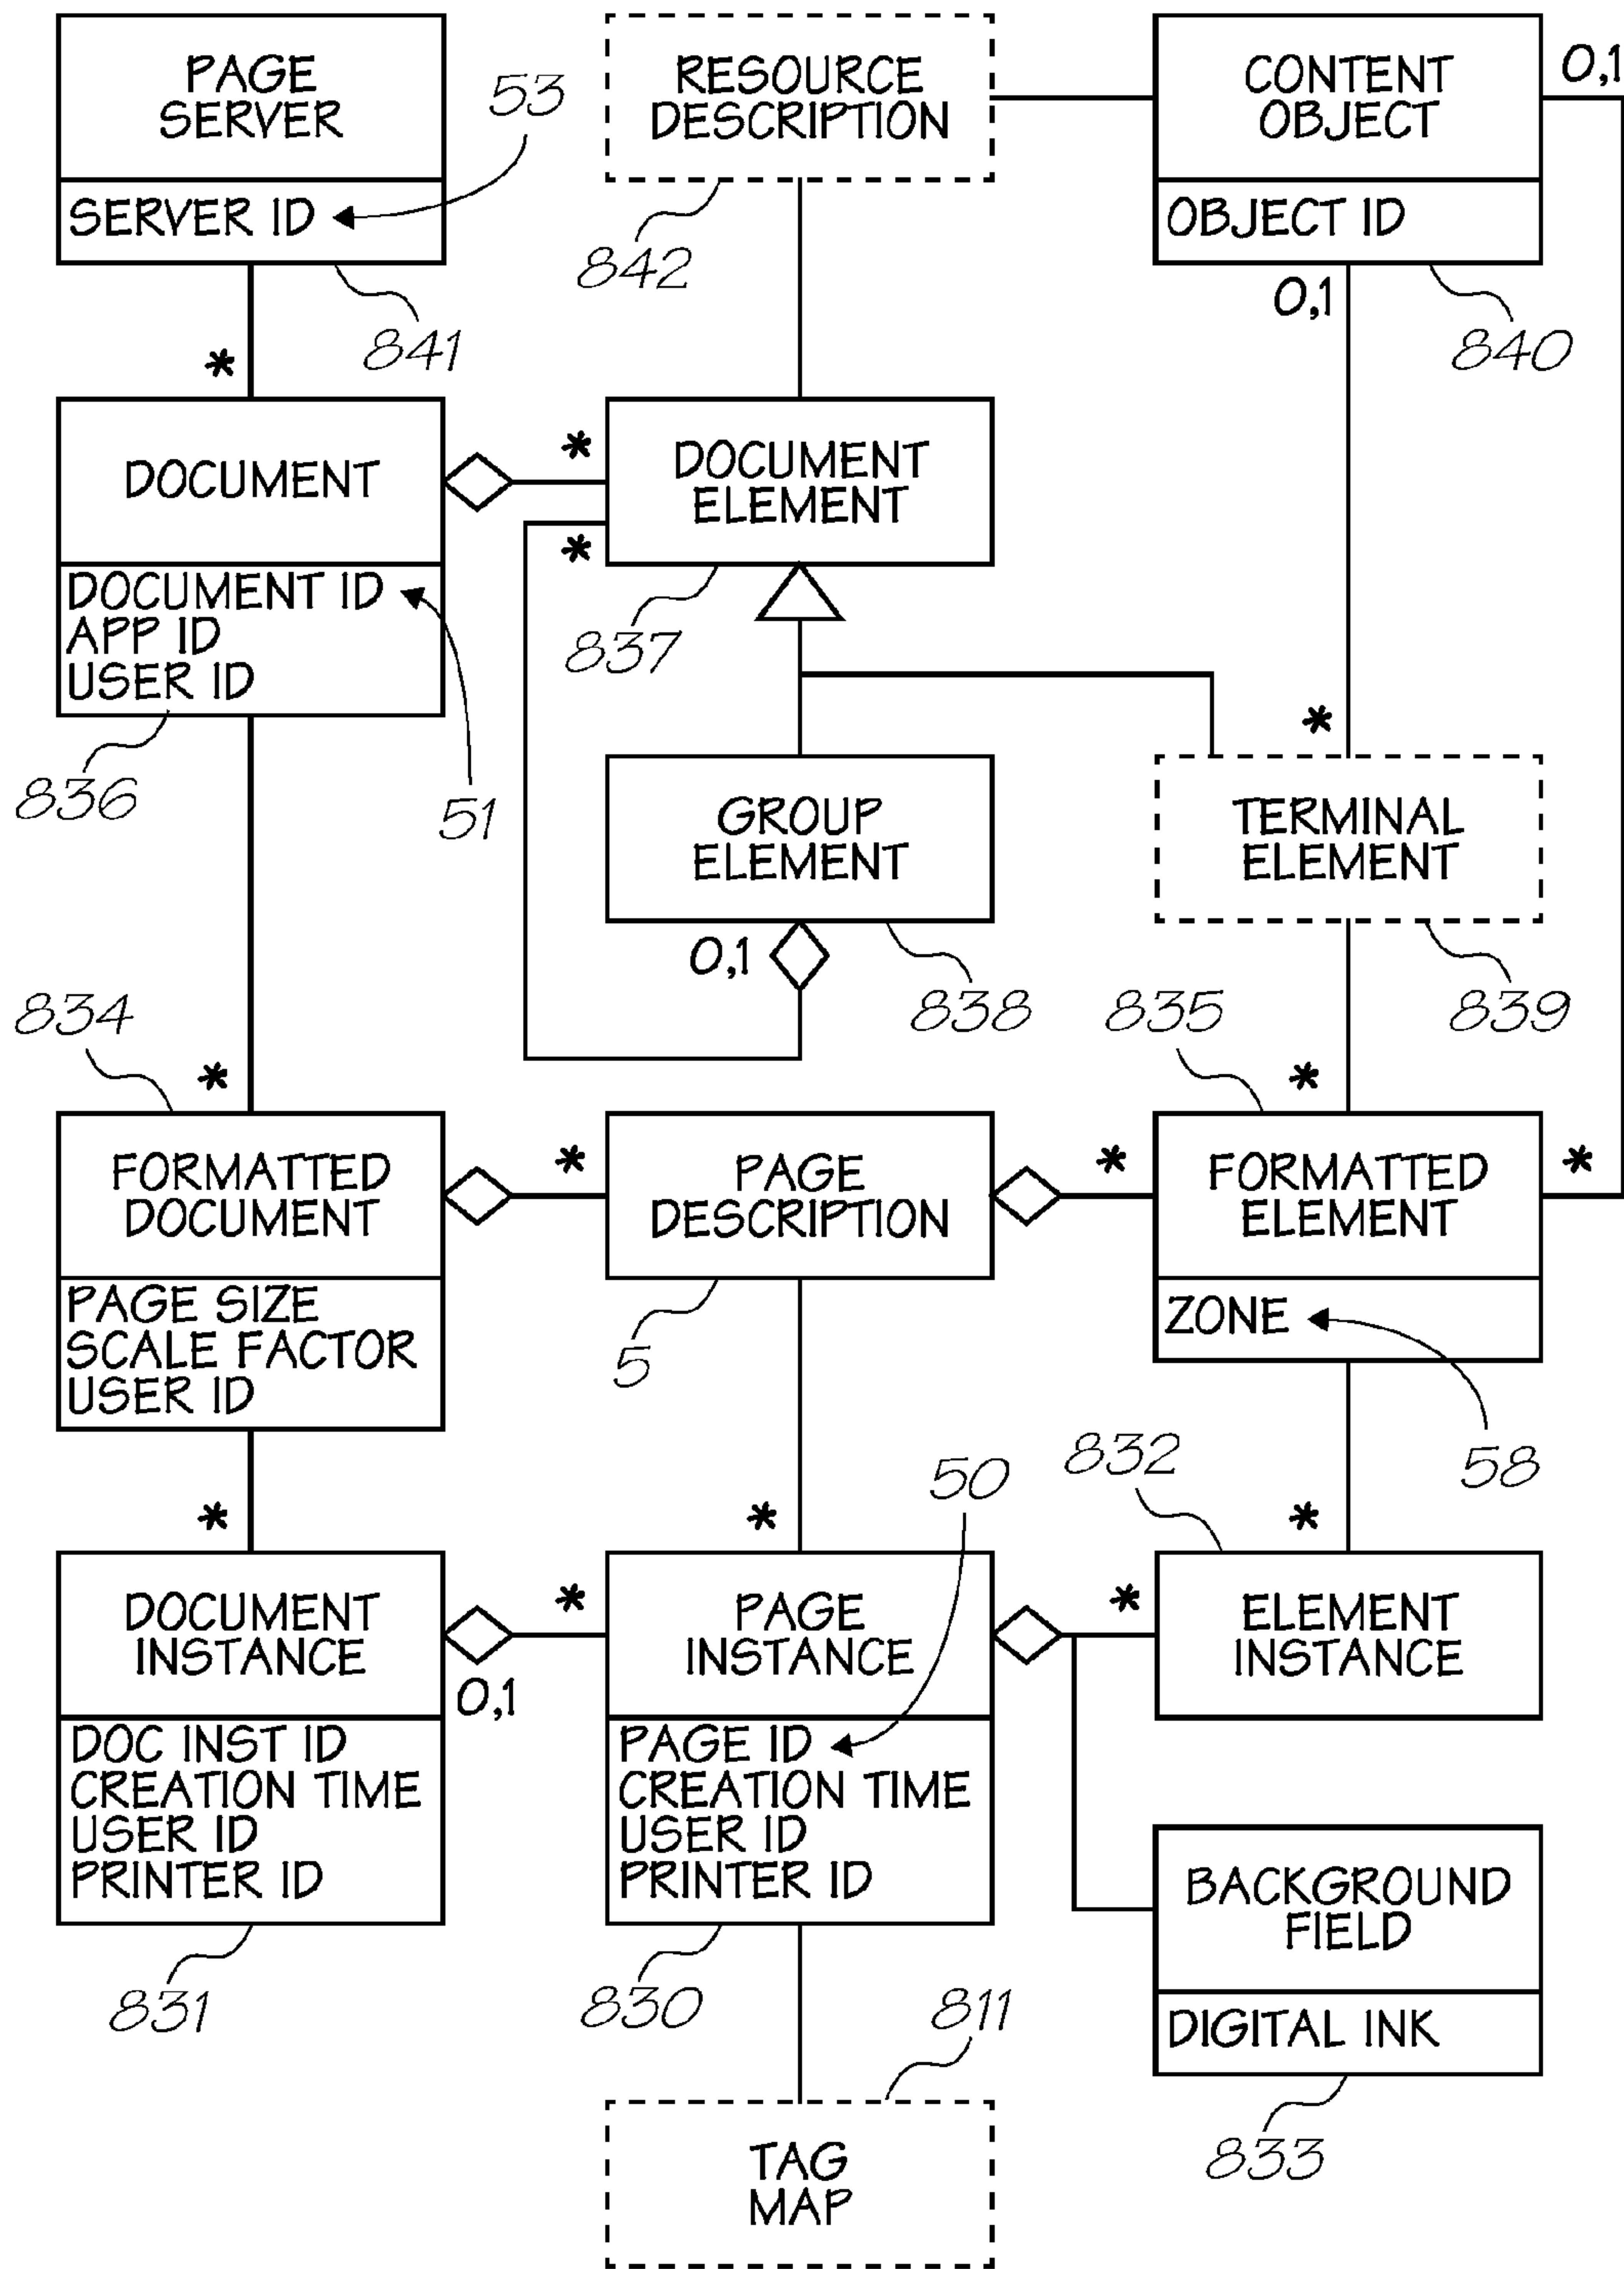 PAGE
SERVER
SERVER ID
53
841
RESOURCE
DESCRIPTION
842
CONTENT
OBJECT
OBJECT ID
0,1
0,1
840
*
DOCUMENT
DOCUMENT ID
APP ID
USER ID
836
51
*
*
DOCUMENT
ELEMENT
837
GROUP
ELEMENT
0,1
838
*
TERMINAL
ELEMENT
839
834
*
FORMATTED
DOCUMENT
PAGE SIZE
SCALE FACTOR
USER ID
*
PAGE
DESCRIPTION
5
835
*
*
*
FORMATTED
ELEMENT
ZONE
58
*
DOCUMENT
INSTANCE
0,1
DOC INST ID
CREATION TIME
USER ID
PRINTER ID
831
*
*
50
PAGE
INSTANCE
PAGE ID
CREATION TIME
USER ID
PRINTER ID
830
832
*
*
ELEMENT
INSTANCE
BACKGROUND
FIELD
DIGITAL INK
833
811
TAG
MAP